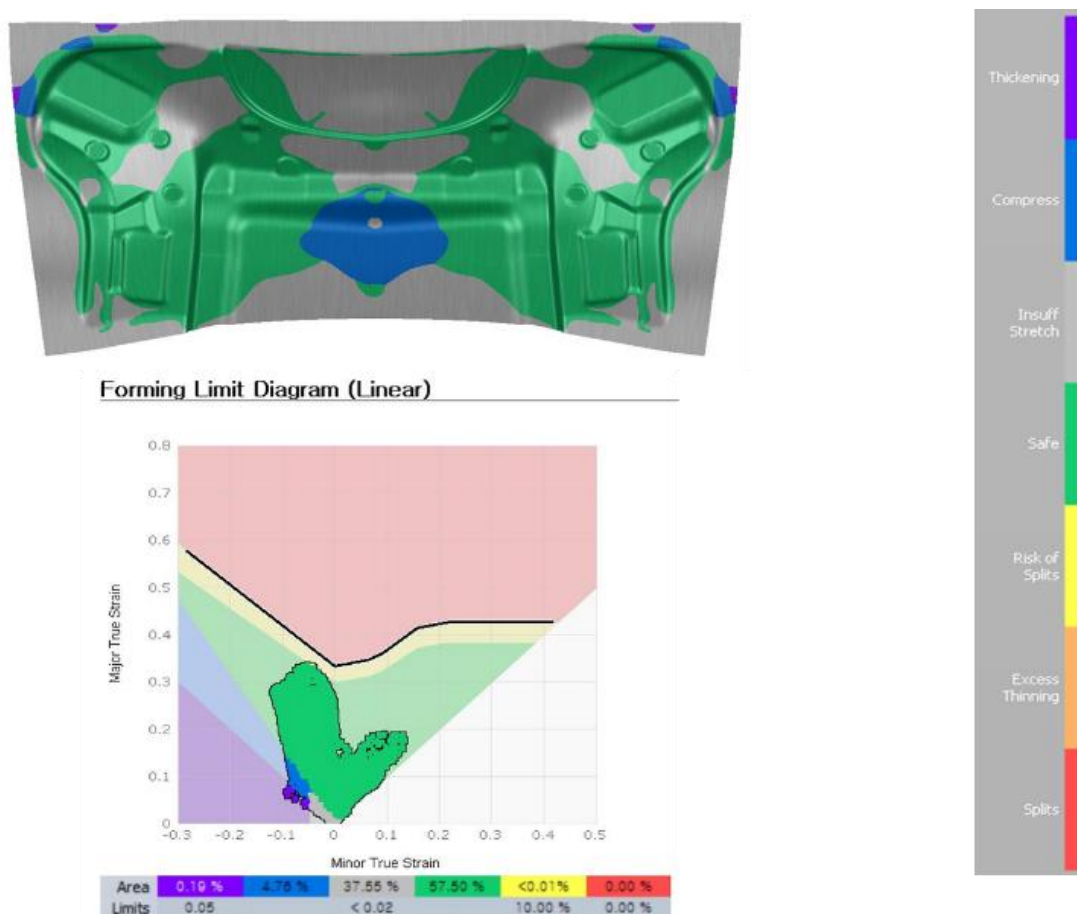 Thickening
Compress
Insuff
Stretch
Safe
Risk of
Splits
Excess
Thinning
Splits
Forming Limit Diagram (Linear)
Major True Strain
0.8
0.7
0.6
0.5
0.4
0.3
0.2
0.1
0
-0.3 -0.2 -0.1 0 0.1 0.2 0.3 0.4 0.5
Minor True Strain
Area 0.19 % 4.76 % 37.55 % 57.50 % <0.01% 0.00 %
Limits 0.05 < 0.02 10.00 % 0.00 %